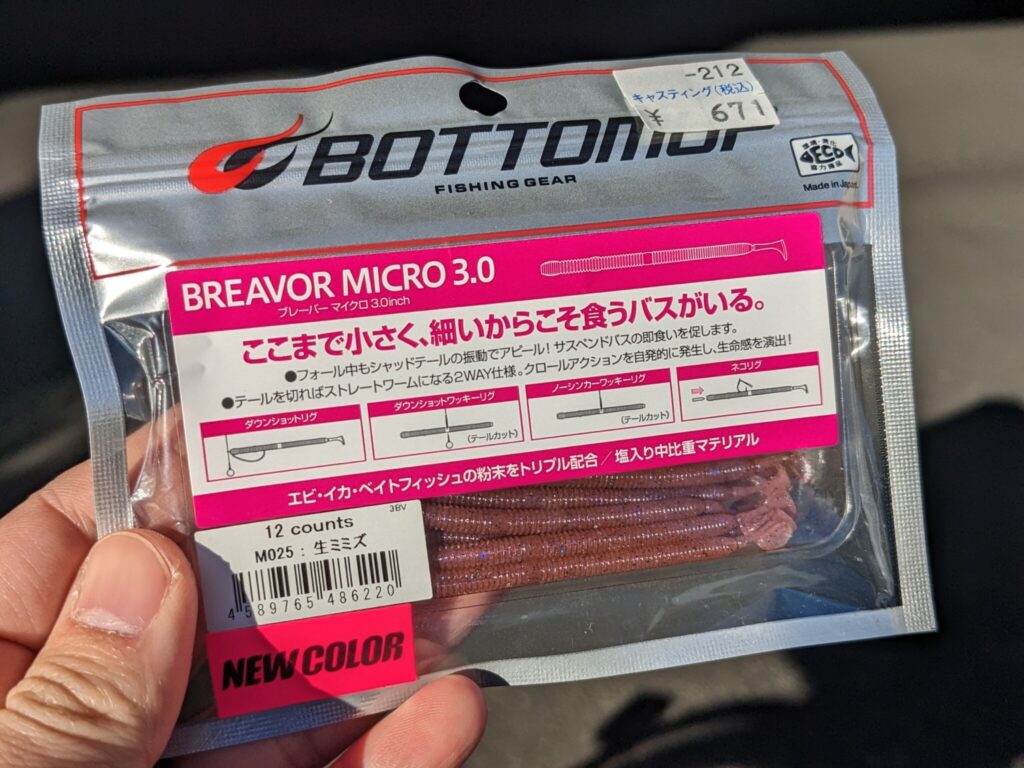 -212
キャスティング(税込)
¥ 671
BOTTOMUP
FISHING GEAR
環境・浄化
ECO
協力商品
Made in Japan
BREAVOR MICRO 3.0
ブレーバー マイクロ 3.0inch
ここまで小さく、細いからこそ食うバスがいる。
●フォール中もシャッドテールの振動でアピール!サスペンドバスの即食いを促します。
●テールを切ればストレートワームになる2WAY仕様。クロールアクションを自発的に発生し、生命感を演出!
ダウンショットリグ
ダウンショットワッキーリグ
(テールカット)
ノーシンカーワッキーリグ
(テールカット)
ネコリグ
エビ・イカ・ベイトフィッシュの粉末をトリプル配合/塩入り中比重マテリアル
3BV
12 counts
M025 : 生ミミズ
4 589765 486220
NEW COLOR